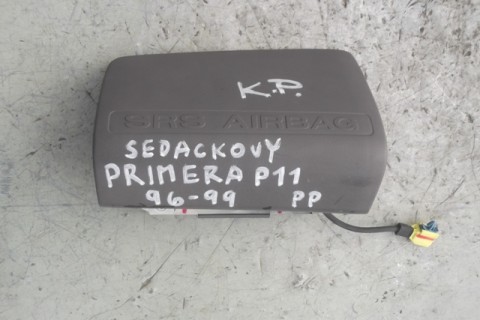 K.P.
SRS AIRBAG
SEDACKOVY
PRIMERA P11
96-99 PP